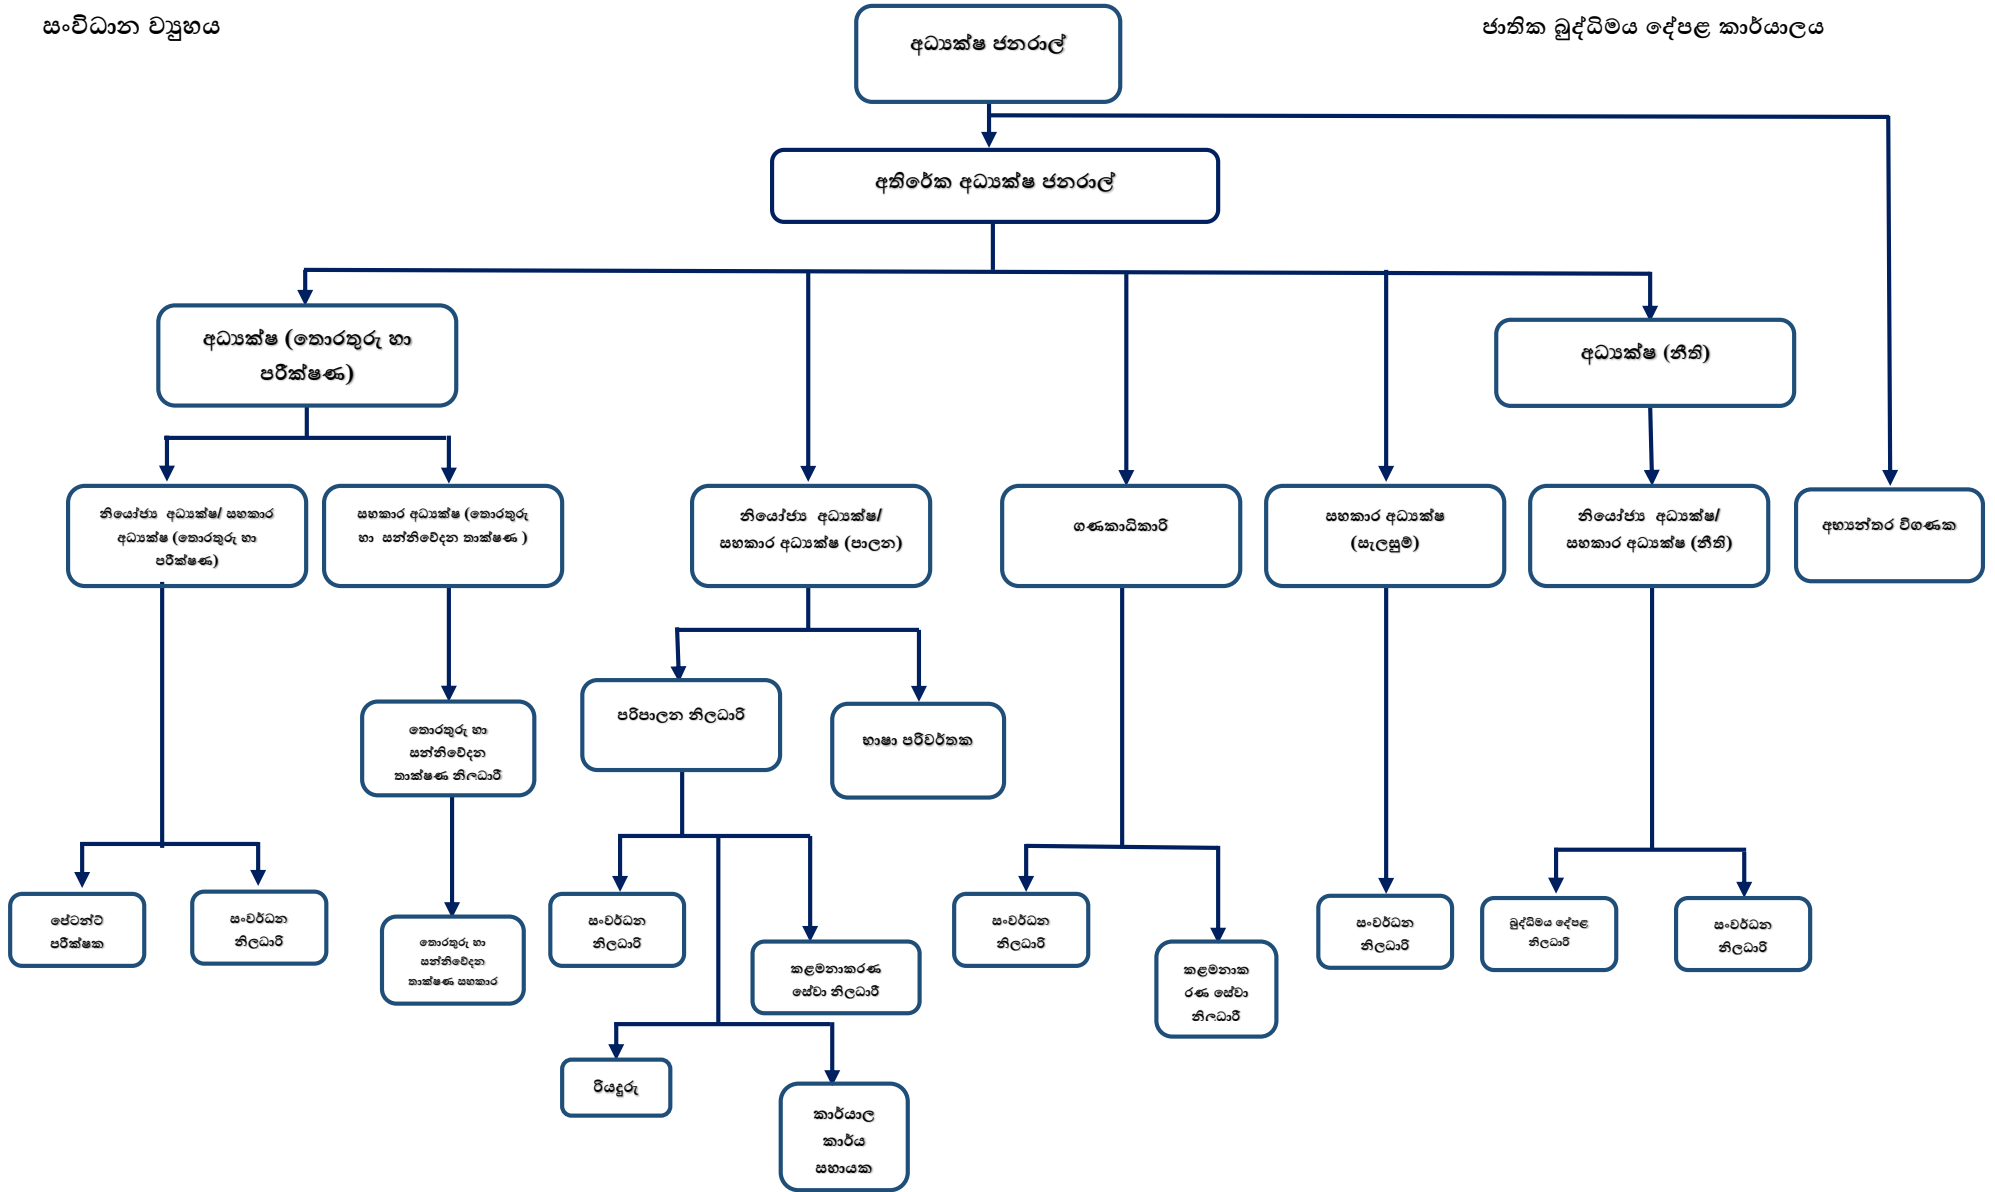 සංවිධාන ව්‍යුහය
ජාතික බුද්ධිමය දේපළ කාර්යාලය
අධ්‍යක්ෂ ජනරාල්
අතිරේක අධ්‍යක්ෂ ජනරාල්
අධ්‍යක්ෂ (තොරතුරු හා
පරීක්ෂණ)
අධ්‍යක්ෂ (නීති)
නියෝජ්‍ය අධ්‍යක්ෂ/ සහකාර
අධ්‍යක්ෂ (තොරතුරු හා
පරීක්ෂණ)
සහකාර අධ්‍යක්ෂ (තොරතුරු
හා සන්නිවේදන තාක්ෂණ )
නියෝජ්‍ය අධ්‍යක්ෂ/
සහකාර අධ්‍යක්ෂ (පාලන)
ගණකාධිකාරි
සහකාර අධ්‍යක්ෂ
(සැලසුම්)
නියෝජ්‍ය අධ්‍යක්ෂ/
සහකාර අධ්‍යක්ෂ (නීති)
අභ්‍යන්තර විගණක
තොරතුරු හා
සන්නිවේදන
තාක්ෂණ නිලධාරී
පරිපාලන නිලධාරි
භාෂා පරිවර්තක
පේටන්ට්
පරීක්ෂක
සංවර්ධන
නිලධාරි
තොරතුරු හා
සන්නිවේදන
තාක්ෂණ සහකාර
සංවර්ධන
නිලධාරි
කළමනාකරණ
සේවා නිලධාරී
සංවර්ධන
නිලධාරි
කළමනාක
රණ සේවා
නිලධාරී
සංවර්ධන
නිලධාරි
බුද්ධිමය දේපළ
නිලධාරි
සංවර්ධන
නිලධාරි
රියදුරු
කාර්යාල
කාර්ය
සහායක